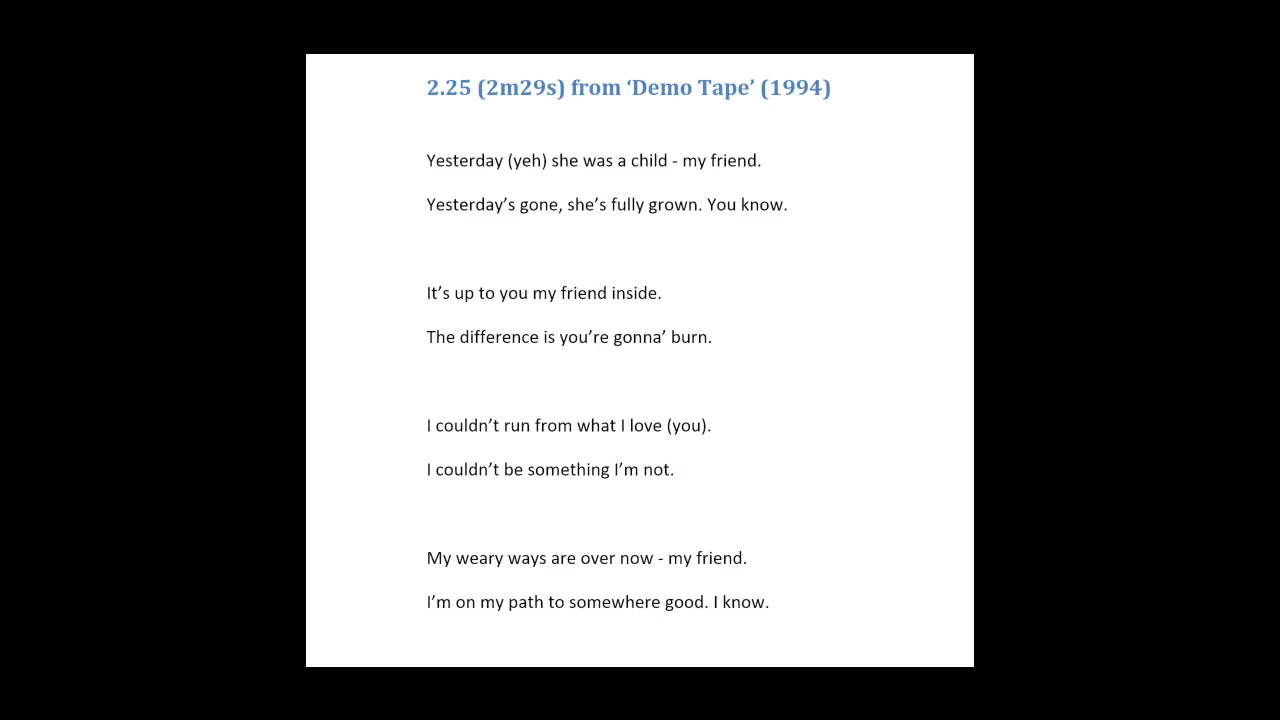 2.25 (2m29s) from ‘Demo Tape’ (1994)
Yesterday (yeh) she was a child - my friend.
Yesterday’s gone, she’s fully grown. You know.
It’s up to you my friend inside.
The difference is you’re gonna’ burn.
I couldn’t run from what I love (you).
I couldn’t be something I’m not.
My weary ways are over now - my friend.
I’m on my path to somewhere good. I know.